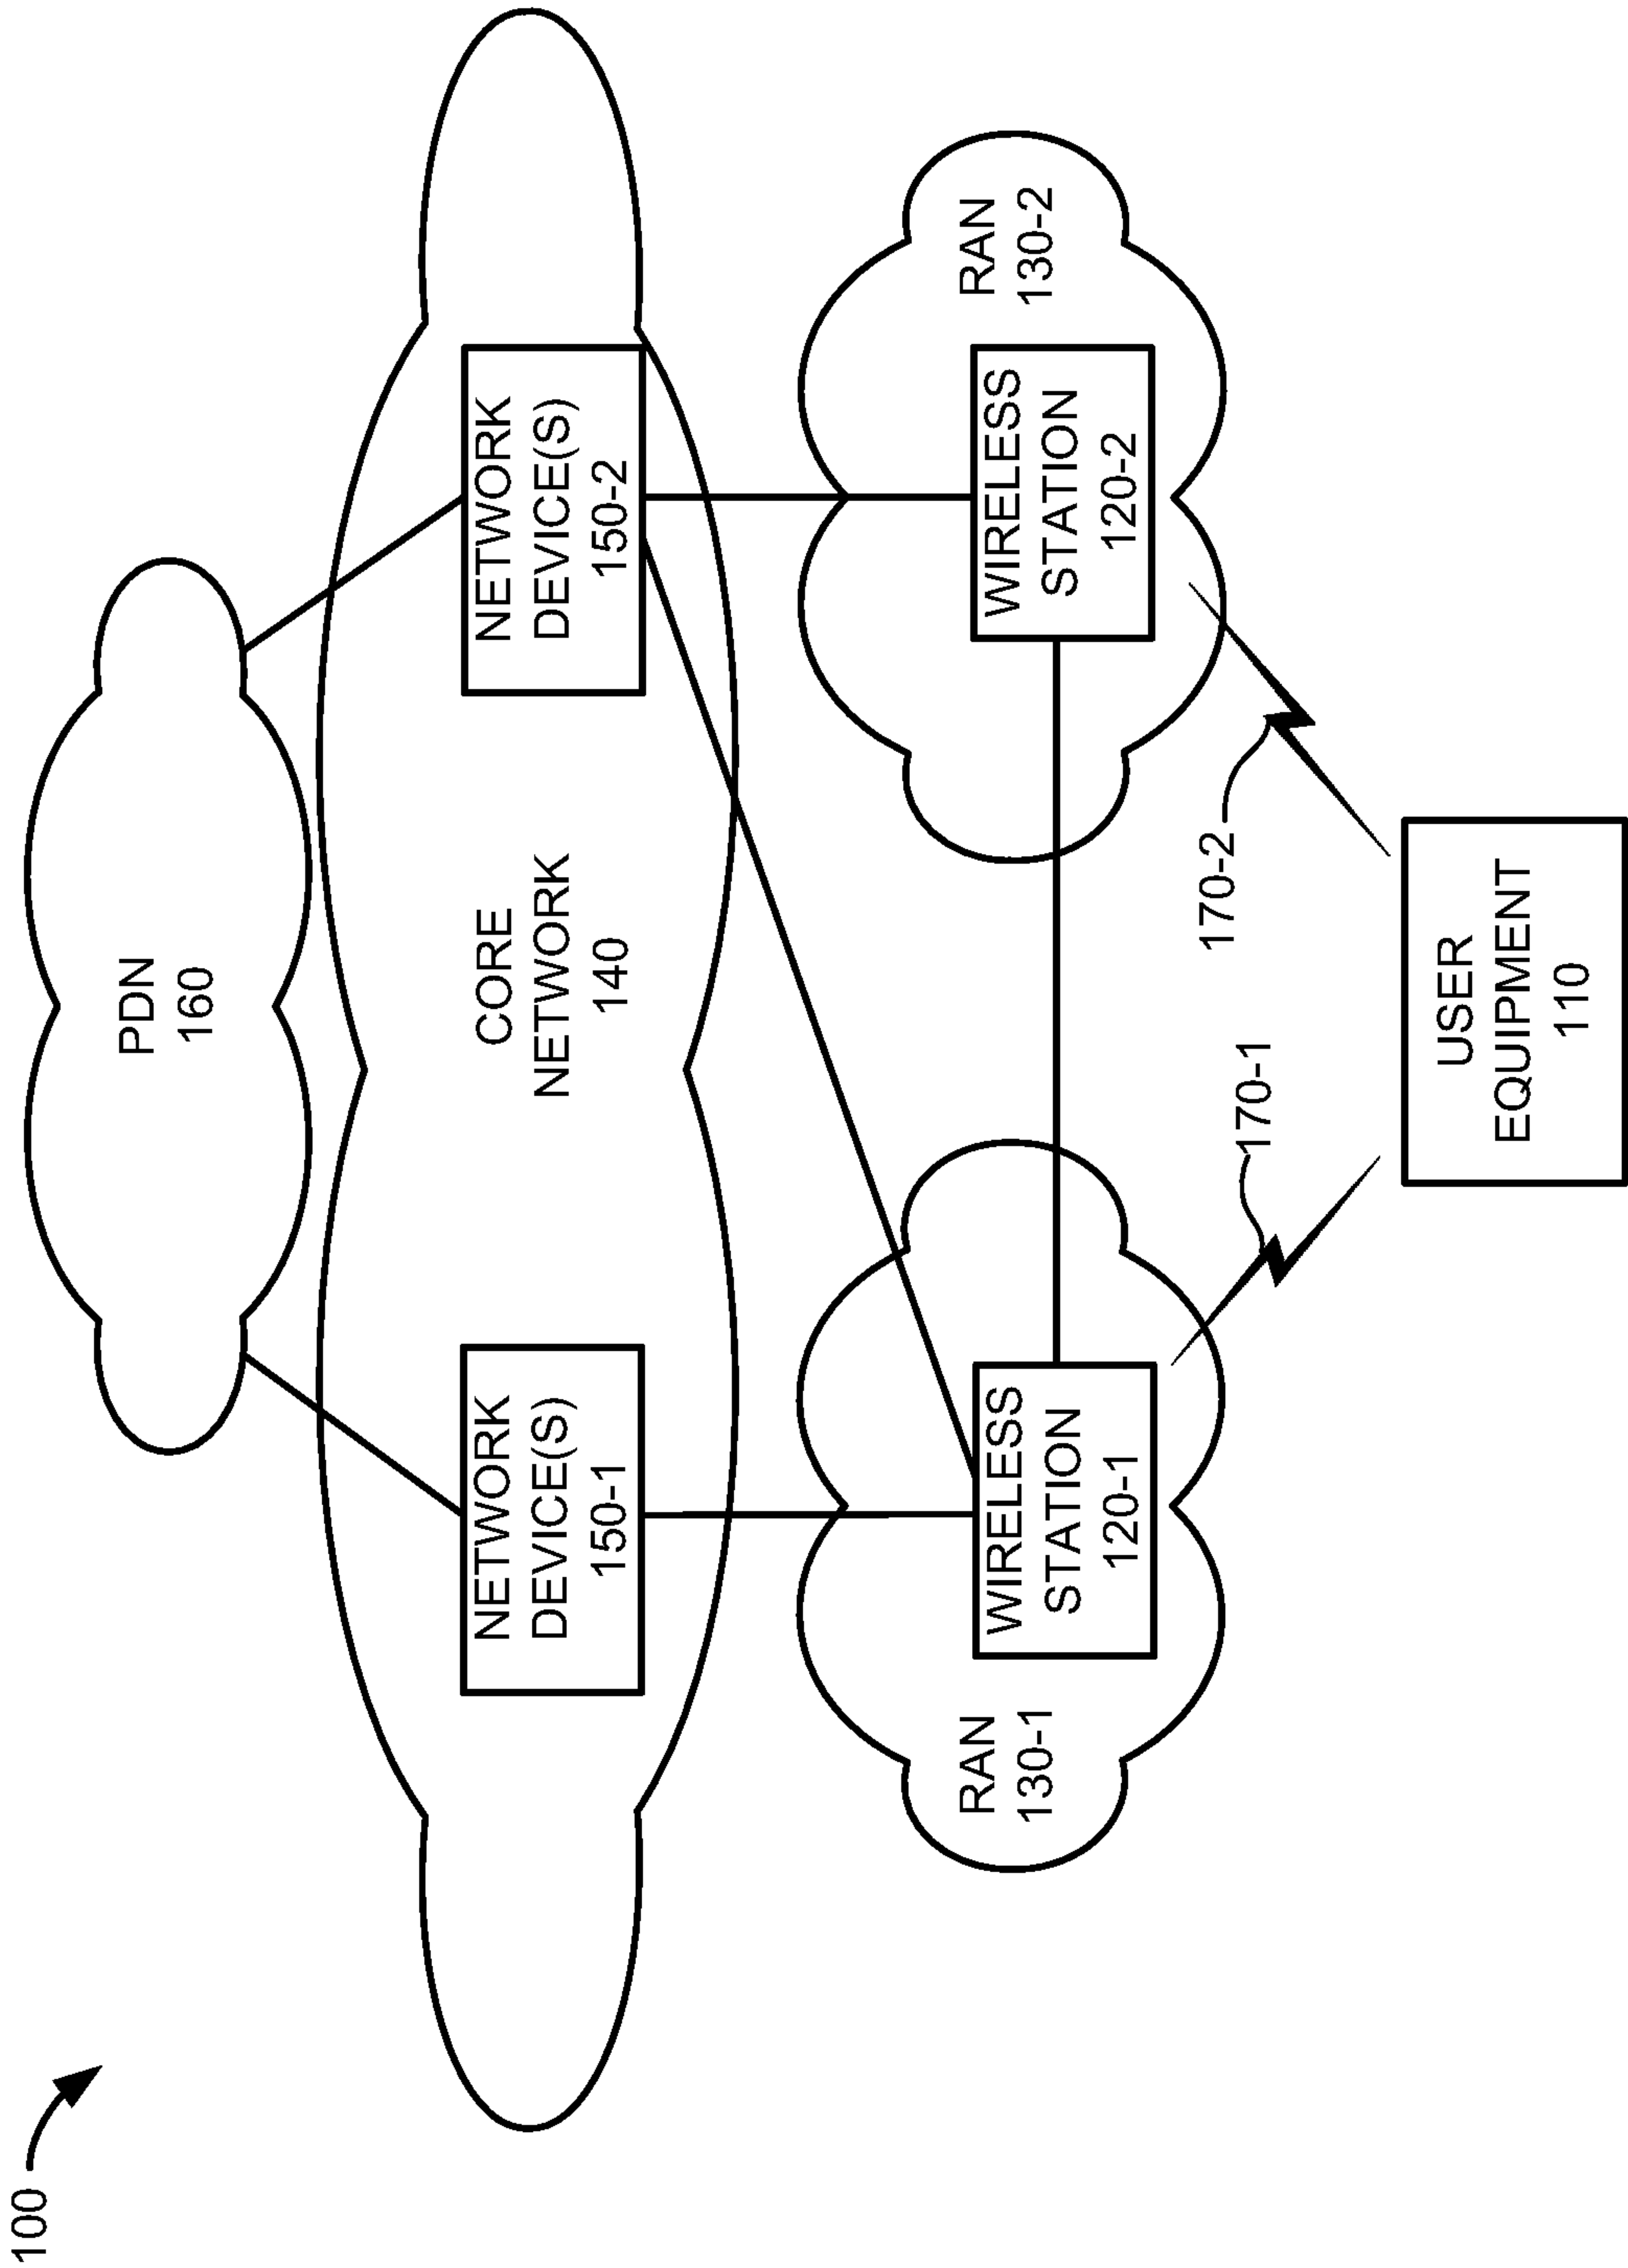 100
PDN
160
CORE
NETWORK
140
NETWORK
DEVICE(S)
150-1
NETWORK
DEVICE(S)
150-2
RAN
130-1
WIRELESS
STATION
120-1
WIRELESS
STATION
120-2
RAN
130-2
170-1
170-2
USER
EQUIPMENT
110